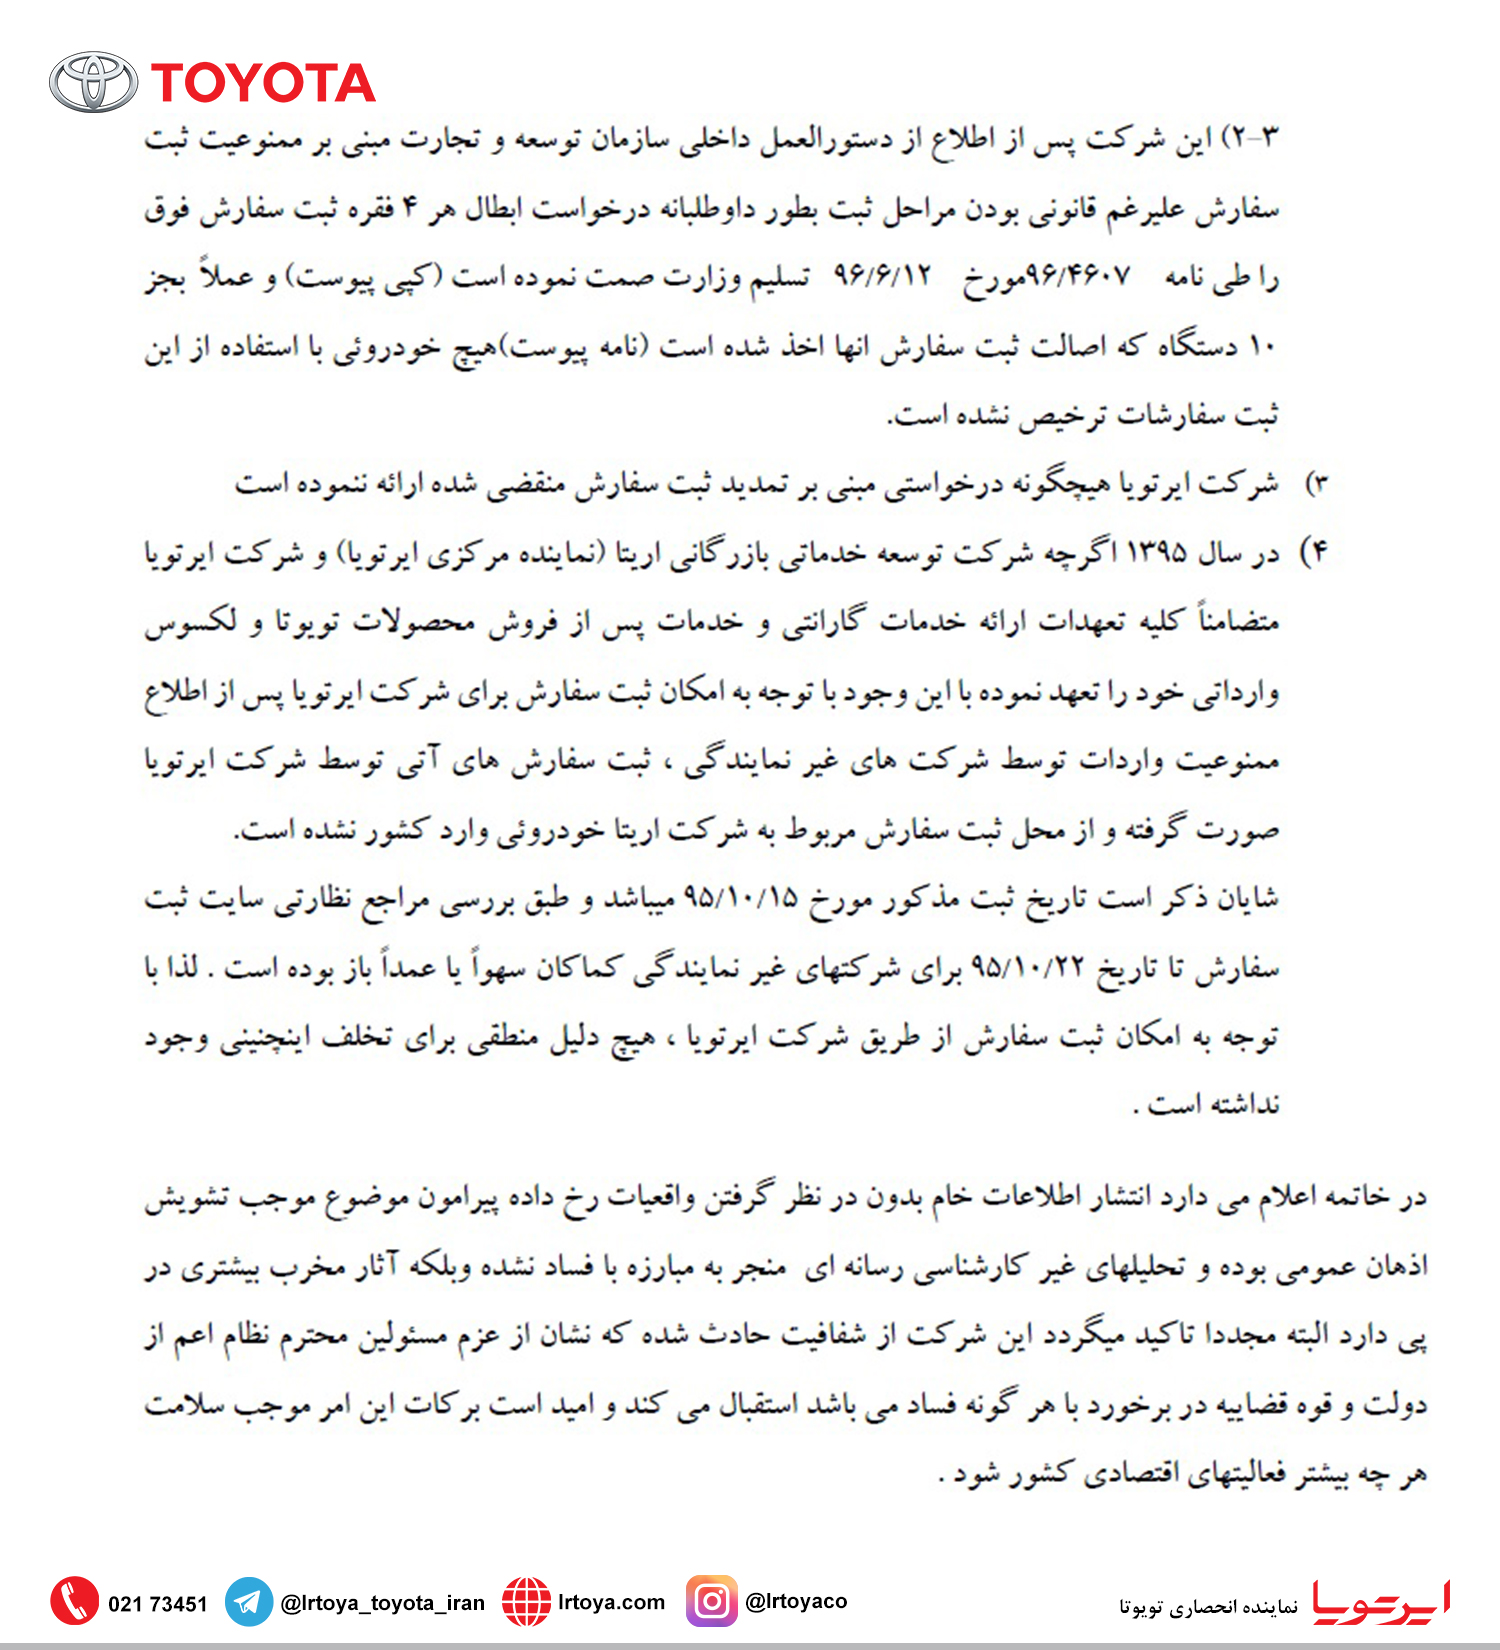 TOYOTA
۲-۳) این شرکت پس از اطلاع از دستورالعمل داخلی سازمان توسعه و تجارت مبنی بر ممنوعیت ثبت
سفارش علیرغم قانونی بودن مراحل ثبت بطور داوطلبانه درخواست ابطال هر ۴ فقره ثبت سفارش فوق
را طی نامه ۹۶/۴۶۰۷مورخ ۹۶/۶/۱۲ تسلیم وزارت صمت نموده است (کپی پیوست) و عملاً بجز
۱۰ دستگاه که اصالت ثبت سفارش انها اخذ شده است (نامه پیوست)هیچ خودروئی با استفاده از این
ثبت سفارشات ترخیص نشده است.
۳) شرکت ایرتویا هیچگونه درخواستی مبنی بر تمدید ثبت سفارش منقضی شده ارائه ننموده است
۴) در سال ۱۳۹۵ اگرچه شرکت توسعه خدماتی بازرگانی اریتا (نماینده مرکزی ایرتویا) و شرکت ایرتویا
متضامناً کلیه تعهدات ارائه خدمات گارانتی و خدمات پس از فروش محصولات تویوتا و لکسوس
وارداتی خود را تعهد نموده با این وجود با توجه به امکان ثبت سفارش برای شرکت ایرتویا پس از اطلاع
ممنوعیت واردات توسط شرکت های غیر نمایندگی ، ثبت سفارش های آتی توسط شرکت ایرتویا
صورت گرفته و از محل ثبت سفارش مربوط به شرکت اریتا خودروئی وارد کشور نشده است.
شایان ذکر است تاریخ ثبت مذکور مورخ ۹۵/۱۰/۱۵ میباشد و طبق بررسی مراجع نظارتی سایت ثبت
سفارش تا تاریخ ۹۵/۱۰/۲۲ برای شرکتهای غیر نمایندگی کماکان سهواً یا عمداً باز بوده است . لذا با
توجه به امکان ثبت سفارش از طریق شرکت ایرتویا ، هیچ دلیل منطقی برای تخلف اینچنینی وجود
نداشته است .
در خاتمه اعلام می دارد انتشار اطلاعات خام بدون در نظر گرفتن واقعیات رخ داده پیرامون موضوع موجب تشویش
اذهان عمومی بوده و تحلیلهای غیر کارشناسی رسانه ای منجر به مبارزه با فساد نشده وبلکه آثار مخرب بیشتری در
پی دارد البته مجددا تاکید میگردد این شرکت از شفافیت حادث شده که نشان از عزم مسئولین محترم نظام اعم از
دولت و قوه قضاییه در برخورد با هر گونه فساد می باشد استقبال می کند و امید است برکات این امر موجب سلامت
هر چه بیشتر فعالیتهای اقتصادی کشور شود .
021 73451 @Irtoya_toyota_iran Irtoya.com @Irtoyaco نماینده انحصاری تویوتا ایرتویا